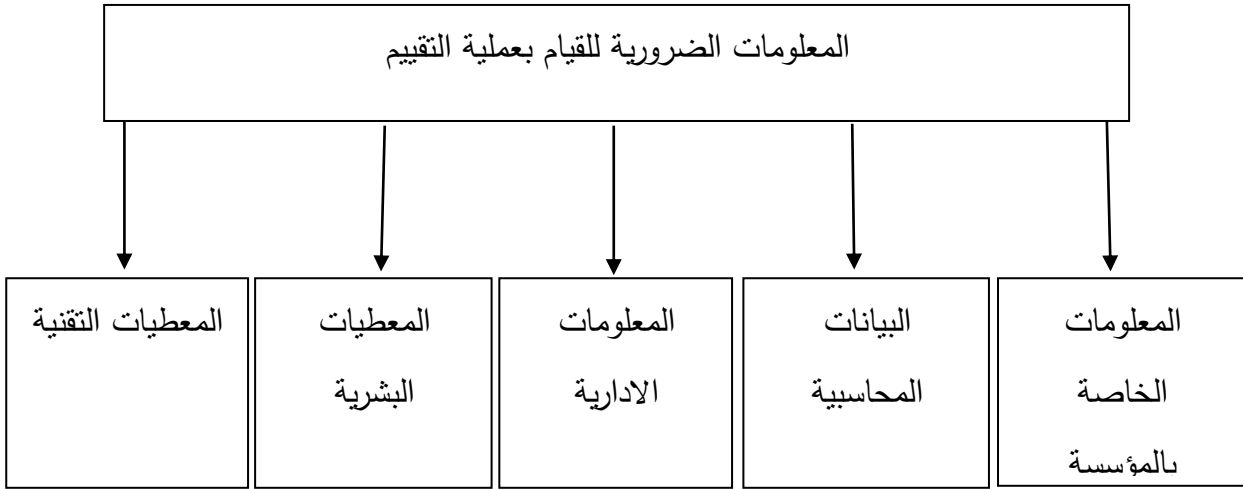 المعلومات الضرورية للقيام بعملية التقييم
المعلومات
الخاصة
بالمؤسسة
البيانات
المحاسبية
المعلومات
الادارية
المعطيات
البشرية
المعطيات التقنية